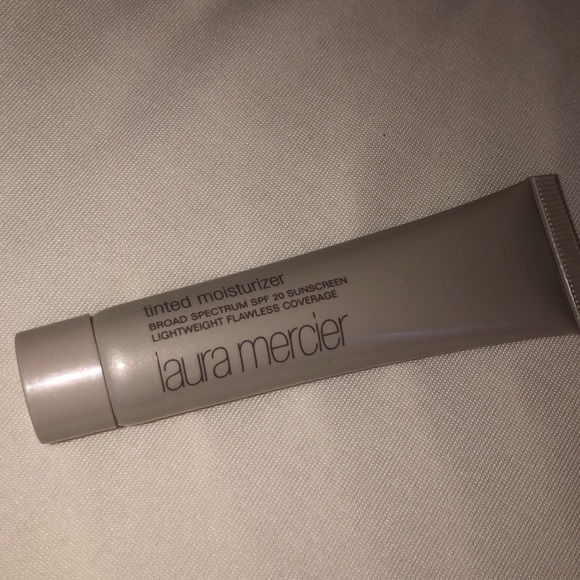 tinted moisturizer
BROAD SPECTRUM SPF 20 SUNSCREEN
LIGHTWEIGHT FLAWLESS COVERAGE
laura mercier